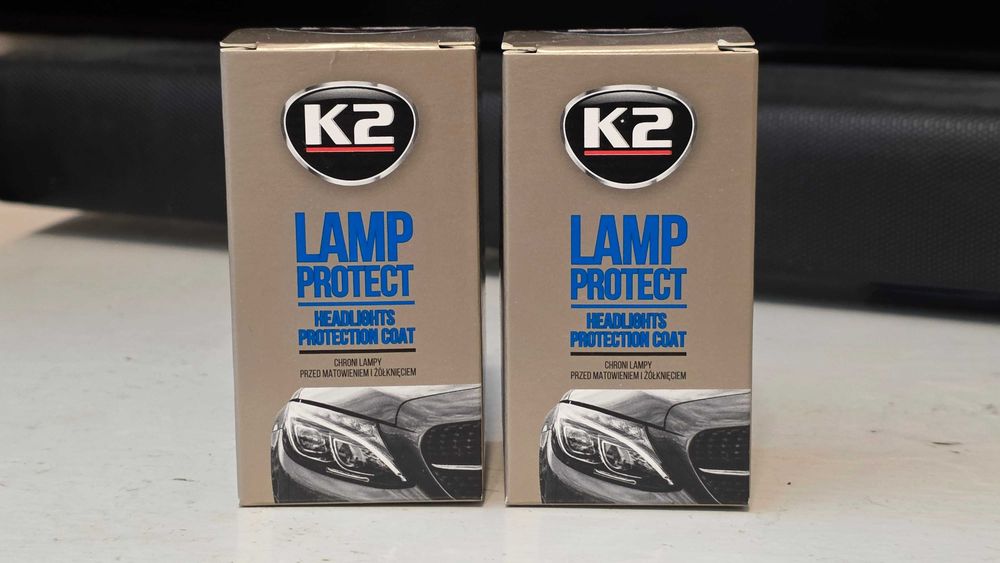 K2
LAMP
PROTECT
HEADLIGHTS
PROTECTION COAT
CHRONI LAMPY
PRZED MATOWIENIEM I ŻÓŁKNIĘCIEM
K2
LAMP
PROTECT
HEADLIGHTS
PROTECTION COAT
CHRONI LAMPY
PRZED MATOWIENIEM I ŻÓŁKNIĘCIEM